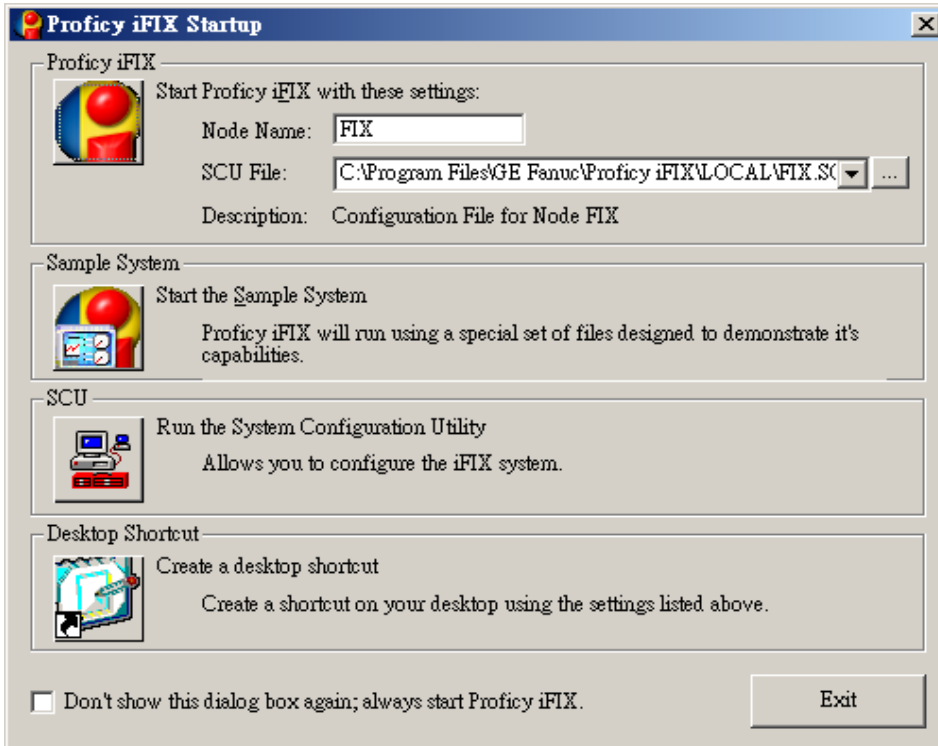 Proficy iFIX Startup
Proficy iFIX
Start Proficy iFIX with these settings:
Node Name: FIX
SCU File: C:\Program Files\GE Fanuc\Proficy iFIX\LOCAL\FIX.SC ...
Description: Configuration File for Node FIX
Sample System
Start the Sample System
Proficy iFIX will run using a special set of files designed to demonstrate it's
capabilities.
SCU
Run the System Configuration Utility
Allows you to configure the iFIX system.
Desktop Shortcut
Create a desktop shortcut
Create a shortcut on your desktop using the settings listed above.
Don't show this dialog box again; always start Proficy iFIX.
Exit